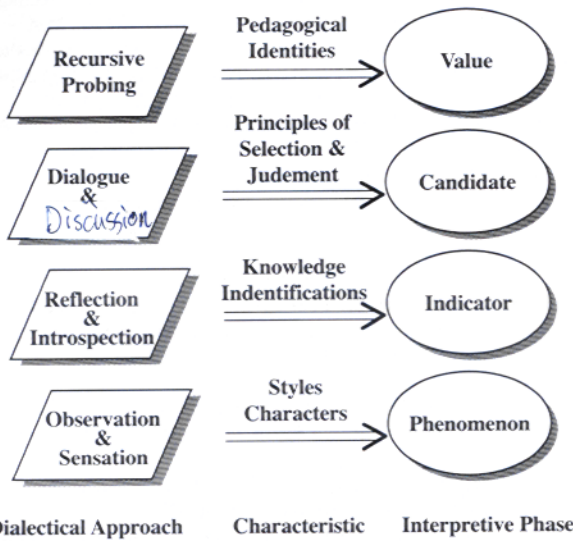 Recursive
Probing
Pedagogical
Identities
Value
Dialogue
&
Discussion
Principles of
Selection &
Judement
Candidate
Reflection
&
Introspection
Knowledge
Indentifications
Indicator
Observation
&
Sensation
Styles
Characters
Phenomenon
Dialectical Approach
Characteristic
Interpretive Phase